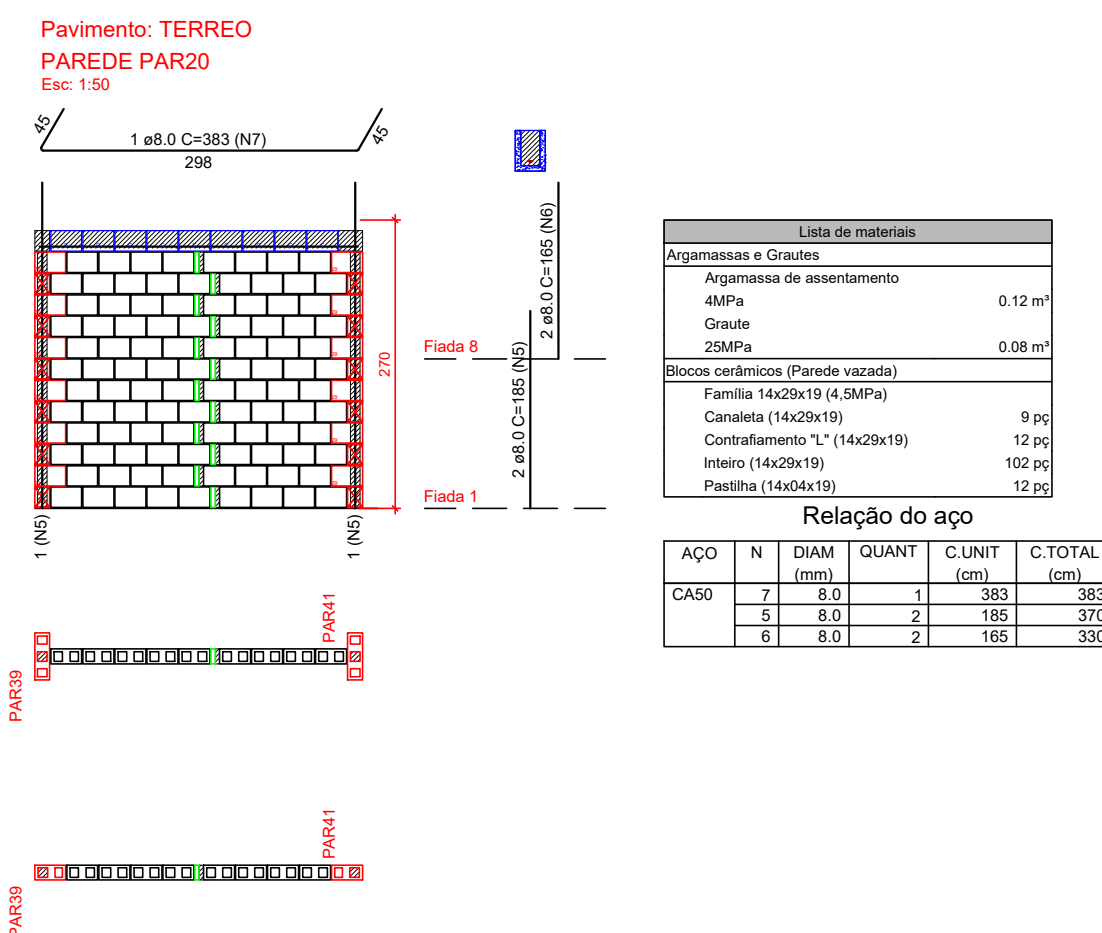 Pavimento: TERREO
PAREDE PAR20
Esc: 1:50
45
1 ø8.0 C=383 (N7)
45
298
2 ø8.0 C=165 (N6)
2 ø8.0 C=185 (N5)
270
Fiada 8
Fiada 1
1 (N5)
1 (N5)
PAR41
PAR39
PAR41
PAR39
Lista de materiais
Argamassas e Grautes
Argamassa de assentamento
4MPa 0.12 m³
Graute
25MPa 0.08 m³
Blocos cerâmicos (Parede vazada)
Família 14x29x19 (4,5MPa)
Canaleta (14x29x19) 9 pç
Contrafiamento "L" (14x29x19) 12 pç
Inteiro (14x29x19) 102 pç
Pastilha (14x04x19) 12 pç
Relação do aço
AÇO N DIAM QUANT C.UNIT C.TOTAL
(mm) (cm) (cm)
CA50 7 8.0 1 383 383
5 8.0 2 185 370
6 8.0 2 165 330